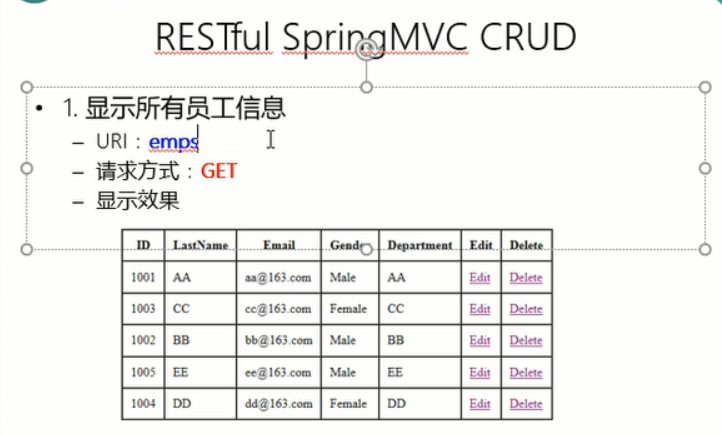 RESTful SpringMVC CRUD
• 1. 显示所有员工信息
– URI：emps
– 请求方式：GET
– 显示效果
ID LastName Email Gender Department Edit Delete
1001 AA aa@163.com Male AA Edit Delete
1003 CC cc@163.com Female CC Edit Delete
1002 BB bb@163.com Male BB Edit Delete
1005 EE ee@163.com Male EE Edit Delete
1004 DD dd@163.com Female DD Edit Delete